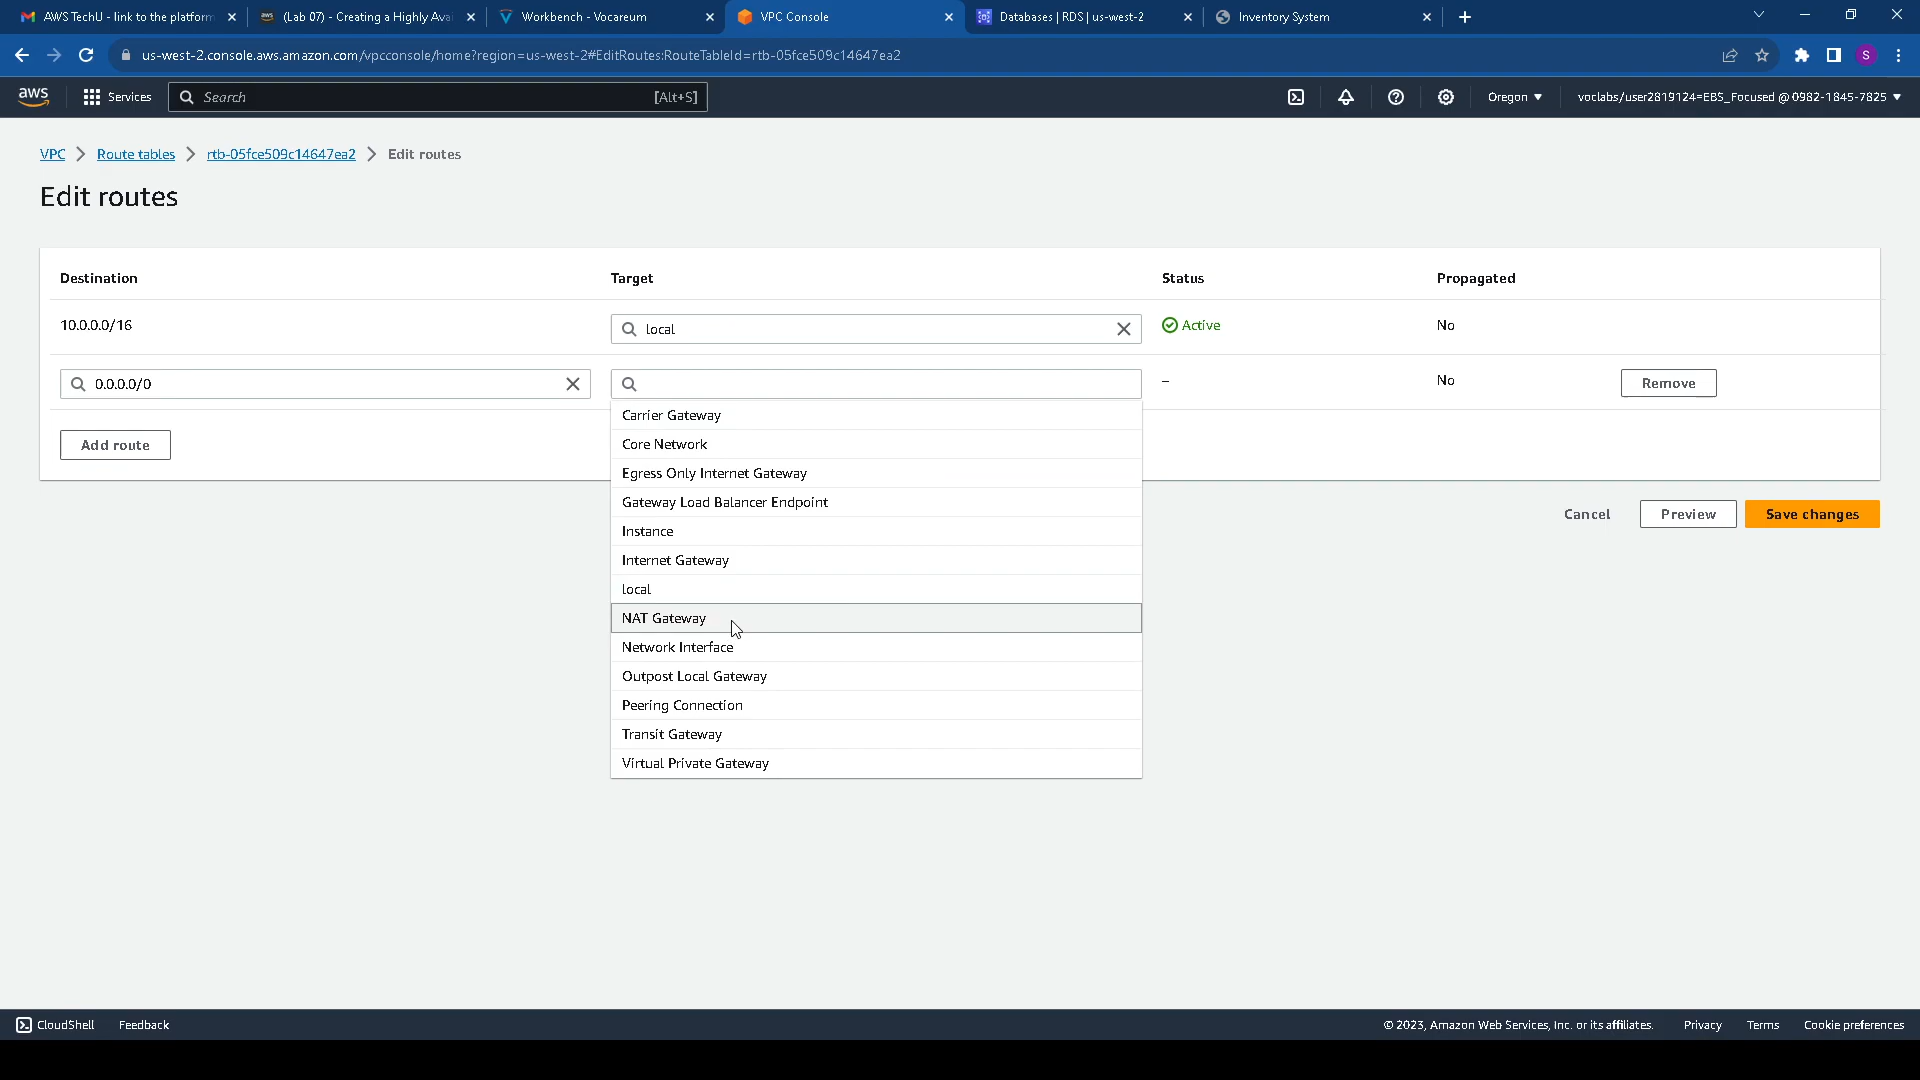 AWS TechU - link to the platform
(Lab 07) - Creating a Highly Avai
Workbench - Vocareum
VPC Console
Databases | RDS | us-west-2
Inventory System
us-west-2.console.aws.amazon.com/vpcconsole/home?region=us-west-2#EditRoutes:RouteTableId=rtb-05fce509c14647ea2
S
aws
Services
Search
[Alt+S]
Oregon
voclabs/user2819124=EBS_Focused @ 0982-1845-7825
VPC
Route tables
rtb-05fce509c14647ea2
Edit routes
Edit routes
Destination
Target
Status
Propagated
10.0.0.0/16
local
Active
No
0.0.0.0/0
–
No
Remove
Carrier Gateway
Core Network
Egress Only Internet Gateway
Gateway Load Balancer Endpoint
Instance
Internet Gateway
local
NAT Gateway
Network Interface
Outpost Local Gateway
Peering Connection
Transit Gateway
Virtual Private Gateway
Add route
Cancel
Preview
Save changes
CloudShell
Feedback
© 2023, Amazon Web Services, Inc. or its affiliates.
Privacy
Terms
Cookie preferences